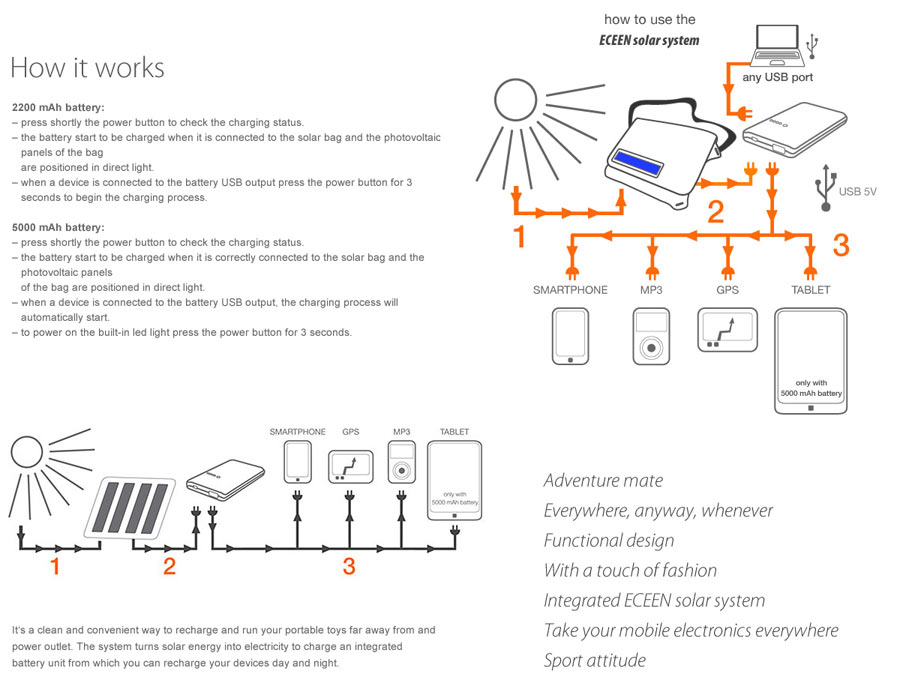 How it works
2200 mAh battery:
– press shortly the power button to check the charging status.
– the battery start to be charged when it is connected to the solar bag and the photovoltaic
panels of the bag
are positioned in direct light.
– when a device is connected to the battery USB output press the power button for 3
seconds to begin the charging process.
5000 mAh battery:
– press shortly the power button to check the charging status.
– the battery start to be charged when it is correctly connected to the solar bag and the
photovoltaic panels
of the bag are positioned in direct light.
– when a device is connected to the battery USB output, the charging process will
automatically start.
– to power on the built-in led light press the power button for 3 seconds.
how to use the
ECEEN solar system
any USB port
USB 5V
1
2
3
SMARTPHONE
MP3
GPS
TABLET
only with
5000 mAh battery
SMARTPHONE
GPS
MP3
TABLET
only with
5000 mAh battery
1
2
3
It's a clean and convenient way to recharge and run your portable toys far away from and
power outlet. The system turns solar energy into electricity to charge an integrated
battery unit from which you can recharge your devices day and night.
Adventure mate
Everywhere, anyway, whenever
Functional design
With a touch of fashion
Integrated ECEEN solar system
Take your mobile electronics everywhere
Sport attitude